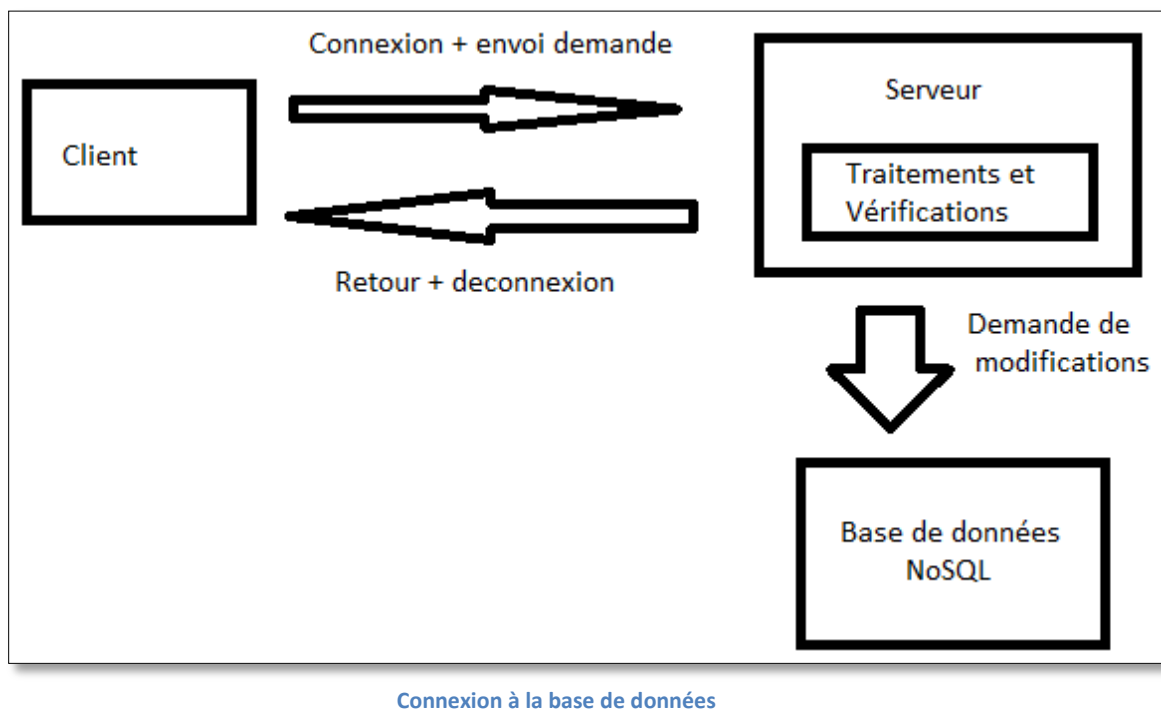 Connexion + envoi demande
Serveur
Client
Traitements et
Vérifications
Retour + deconnexion
Demande de
modifications
Base de données
NoSQL
Connexion à la base de données